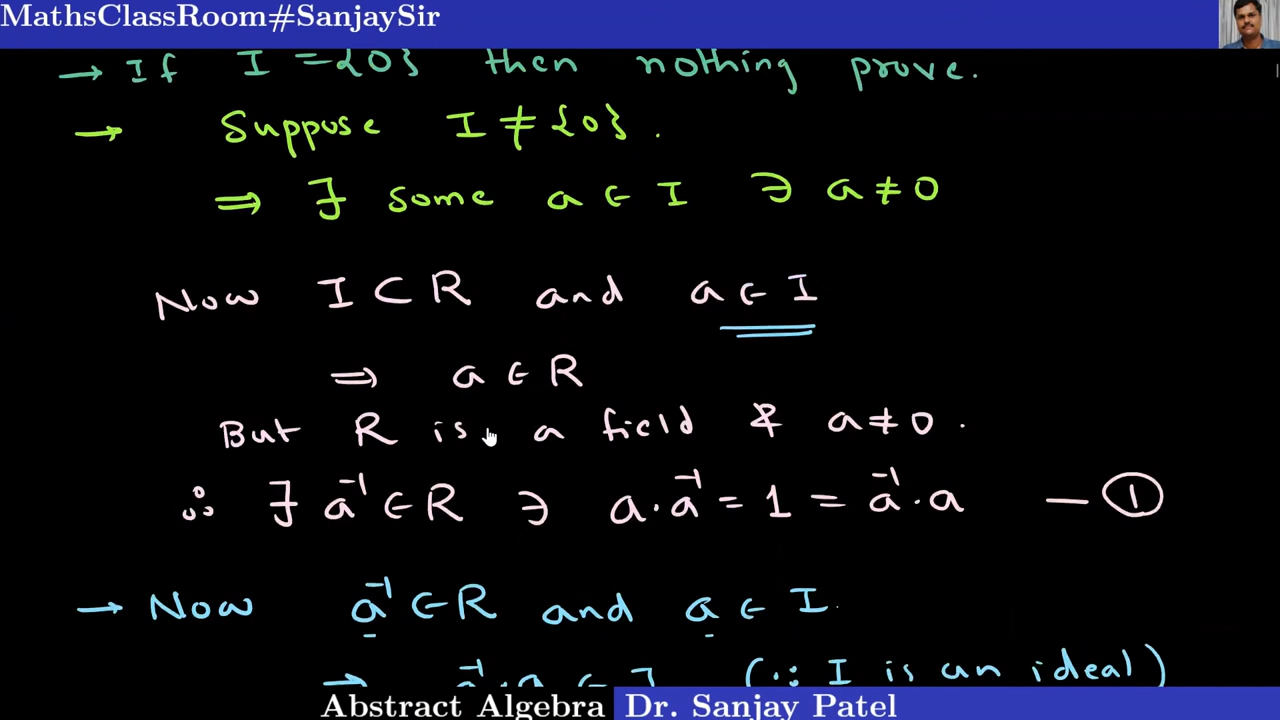 MathsClassRoom#SanjaySir
→ If I = {0} then nothing prove.
→ Suppose I ≠ {0}.
⇒ ∃ some a ∈ I ∋ a ≠ 0
Now I ⊂ R and a ∈ I
⇒ a ∈ R
But R is a field & a ≠ 0.
∴ ∃ a⁻¹ ∈ R ∋ a·a⁻¹ = 1 = a⁻¹·a — ①
→ Now a⁻¹ ∈ R and a ∈ I.
⇒ a⁻¹·a ∈ I (∵ I is an ideal)
Abstract Algebra Dr. Sanjay Patel